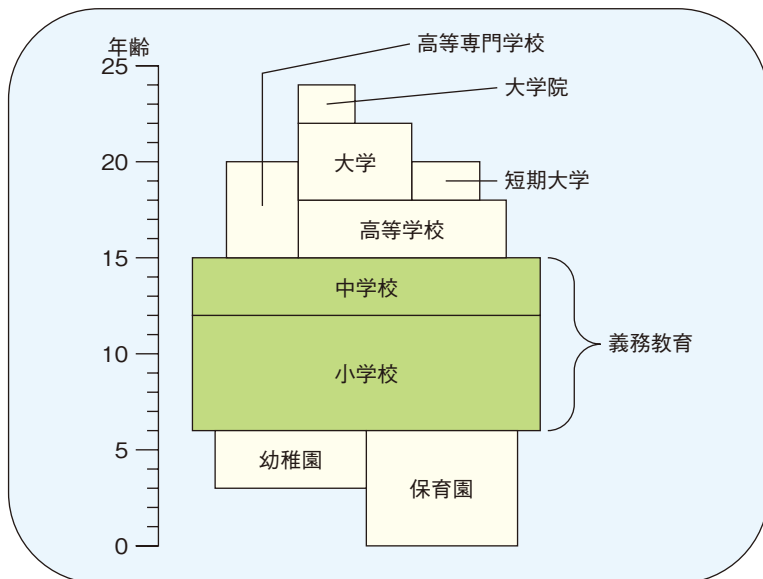 年齢
高等専門学校
25
大学院
20
大学
短期大学
高等学校
15
中学校
義務教育
10
小学校
5
幼稚園
保育園
0